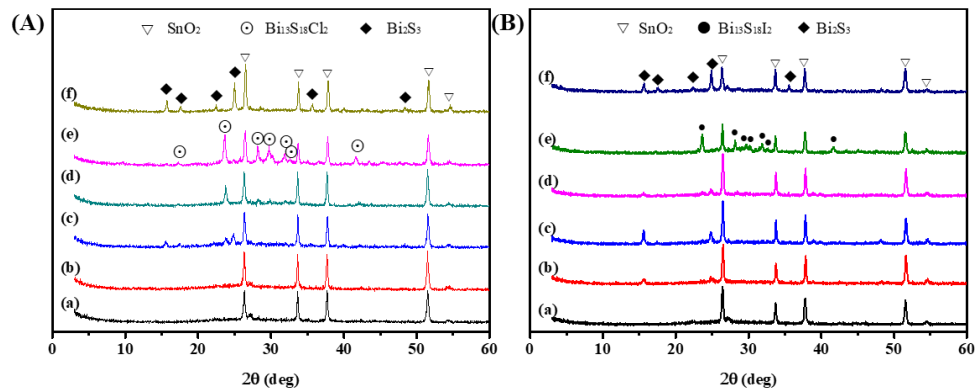 (A)
SnO₂ Bi₁₃S₁₈Cl₂ Bi₂S₃
(f)
(e)
(d)
(c)
(b)
(a)
0 10 20 30 40 50 60
2θ (deg)
(B)
SnO₂ Bi₁₃S₁₈I₂ Bi₂S₃
(f)
(e)
(d)
(c)
(b)
(a)
0 10 20 30 40 50 60
2θ (deg)